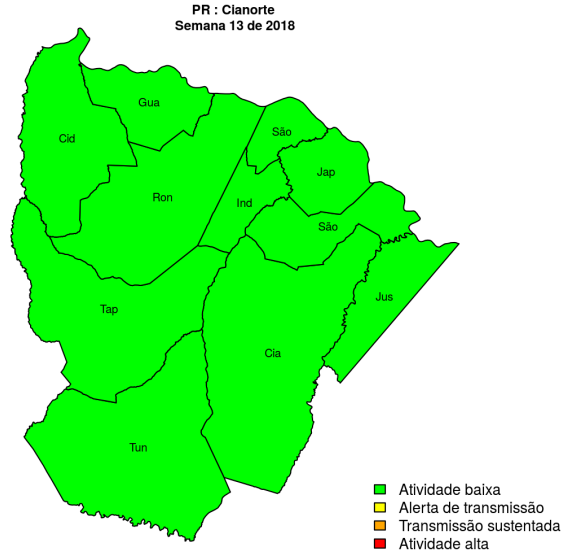 PR : Cianorte
Semana 13 de 2018
Gua
Cid
São
Jap
Ron
Ind
São
Jus
Tap
Cia
Tun
Atividade baixa
Alerta de transmissão
Transmissão sustentada
Atividade alta